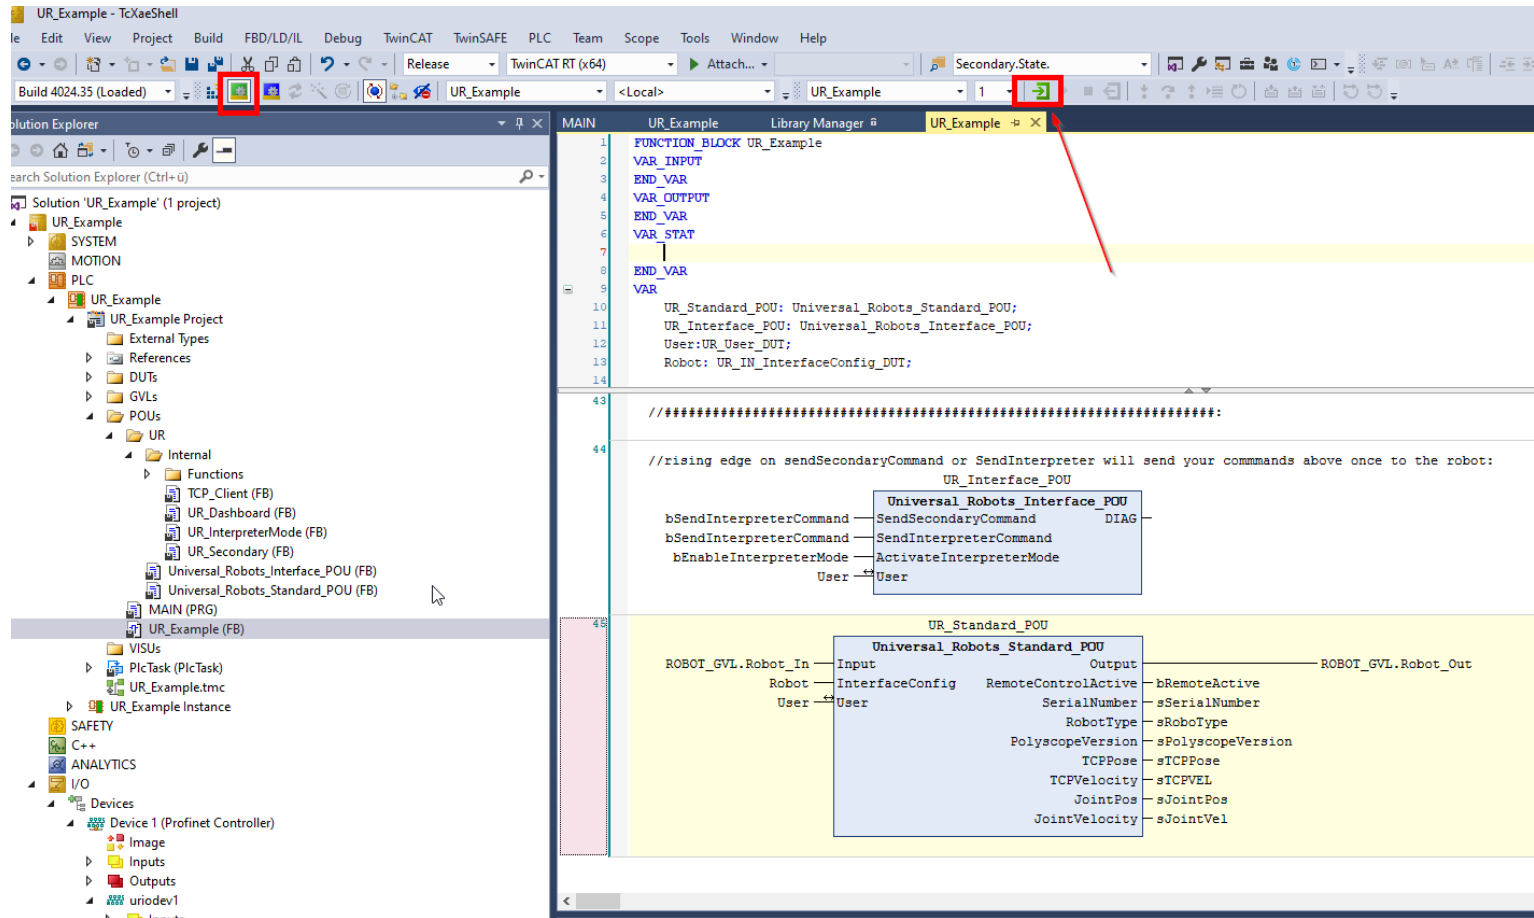 UR_Example - TcXaeShell
le Edit View Project Build FBD/LD/IL Debug TwinCAT TwinSAFE PLC Team Scope Tools Window Help
Release TwinCAT RT (x64) Attach... Secondary.State.
Build 4024.35 (Loaded) UR_Example <Local> UR_Example 1
olution Explorer
earch Solution Explorer (Ctrl+ü)
Solution 'UR_Example' (1 project)
UR_Example
SYSTEM
MOTION
PLC
UR_Example
UR_Example Project
External Types
References
DUTs
GVLs
POUs
UR
Internal
Functions
TCP_Client (FB)
UR_Dashboard (FB)
UR_InterpreterMode (FB)
UR_Secondary (FB)
Universal_Robots_Interface_POU (FB)
Universal_Robots_Standard_POU (FB)
MAIN (PRG)
UR_Example (FB)
VISUs
PlcTask (PlcTask)
UR_Example.tmc
UR_Example Instance
SAFETY
C++
ANALYTICS
I/O
Devices
Device 1 (Profinet Controller)
Image
Inputs
Outputs
uriodev1
Inputs
MAIN UR_Example Library Manager UR_Example
1 FUNCTION_BLOCK UR_Example
2 VAR_INPUT
3 END_VAR
4 VAR_OUTPUT
5 END_VAR
6 VAR_STAT
7
8 END_VAR
9 VAR
10 UR_Standard_POU: Universal_Robots_Standard_POU;
11 UR_Interface_POU: Universal_Robots_Interface_POU;
12 User:UR_User_DUT;
13 Robot: UR_IN_InterfaceConfig_DUT;
14
43
//#####################################################################:
44
//rising edge on sendSecondaryCommand or SendInterpreter will send your commmands above once to the robot:
UR_Interface_POU
Universal_Robots_Interface_POU
bSendInterpreterCommand SendSecondaryCommand DIAG
bSendInterpreterCommand SendInterpreterCommand
bEnableInterpreterMode ActivateInterpreterMode
User User
45
UR_Standard_POU
Universal_Robots_Standard_POU
ROBOT_GVL.Robot_In Input Output ROBOT_GVL.Robot_Out
Robot InterfaceConfig RemoteControlActive bRemoteActive
User User SerialNumber sSerialNumber
RobotType sRoboType
PolyscopeVersion sPolyscopeVersion
TCPPose sTCPPose
TCPVelocity sTCPVEL
JointPos sJointPos
JointVelocity sJointVel